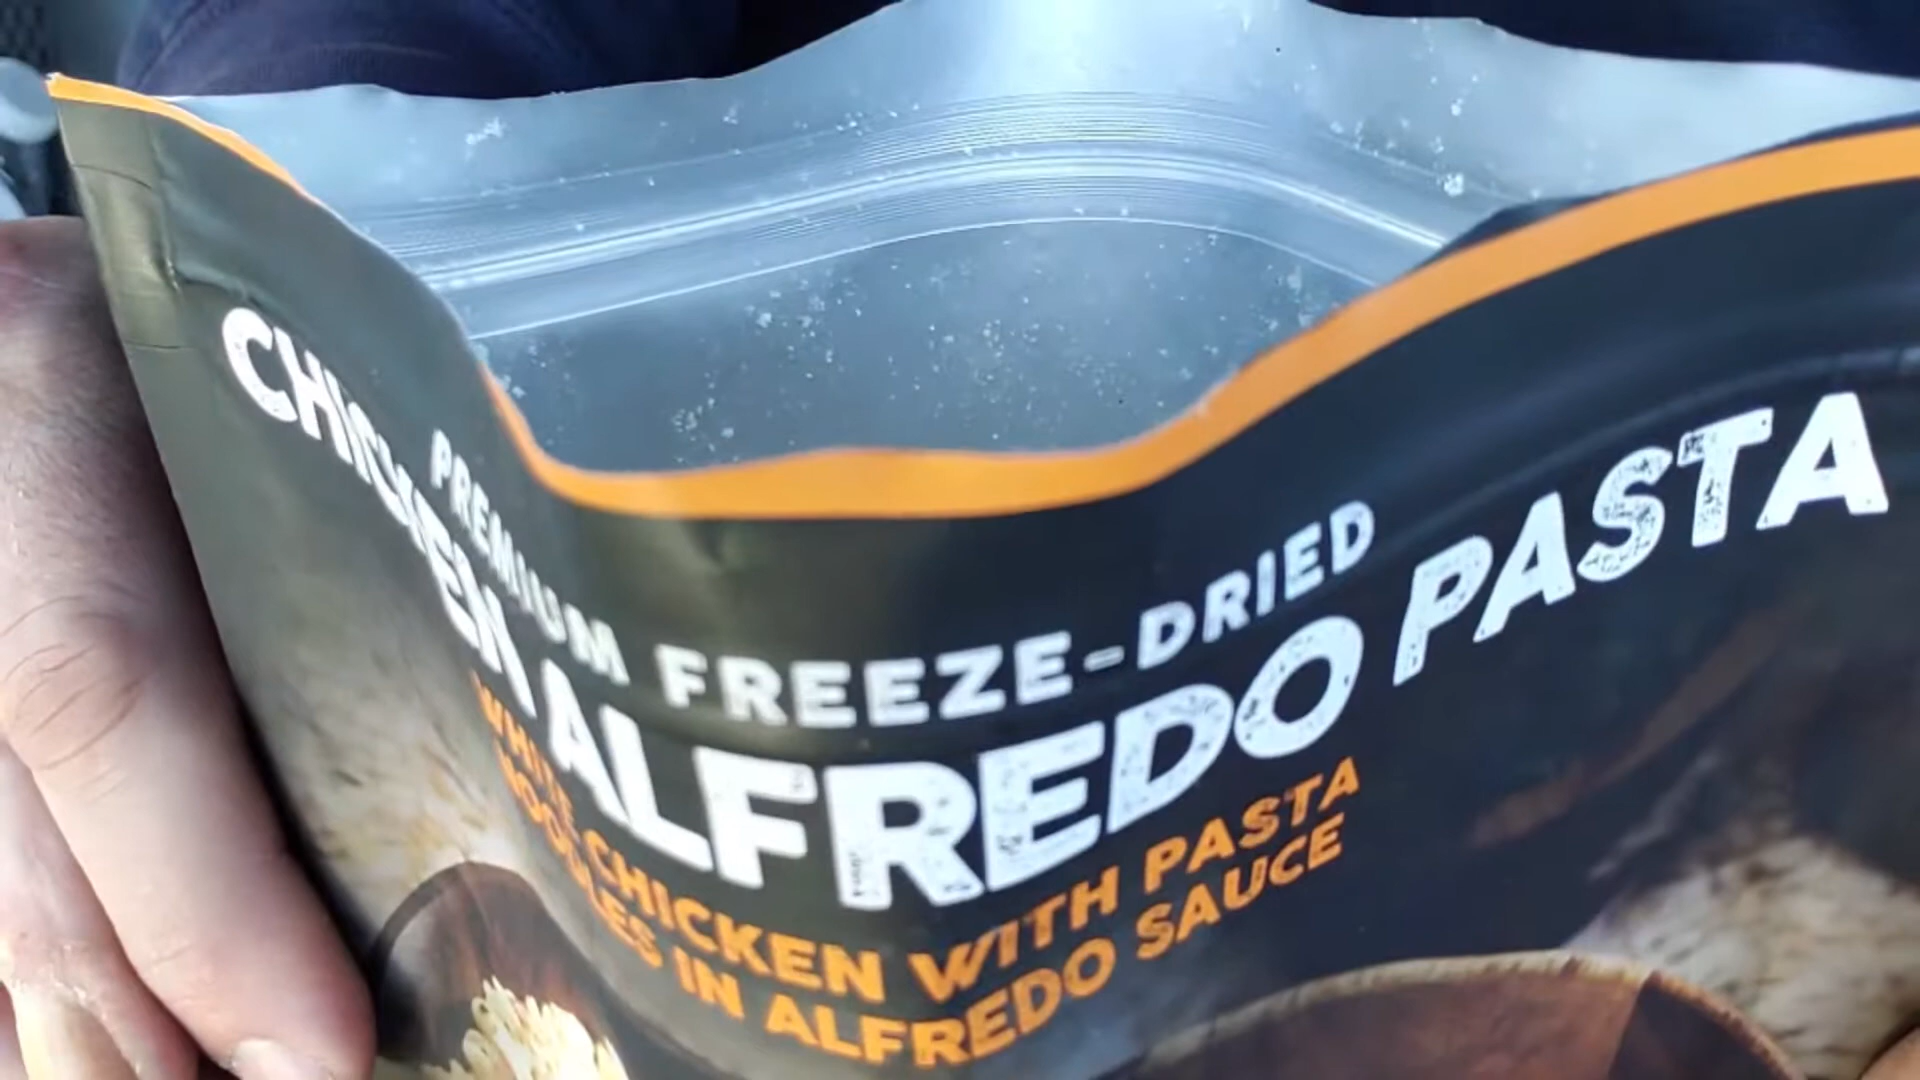 PREMIUM FREEZE-DRIED
CHICKEN ALFREDO PASTA
WHITE CHICKEN WITH PASTA
NOODLES IN ALFREDO SAUCE